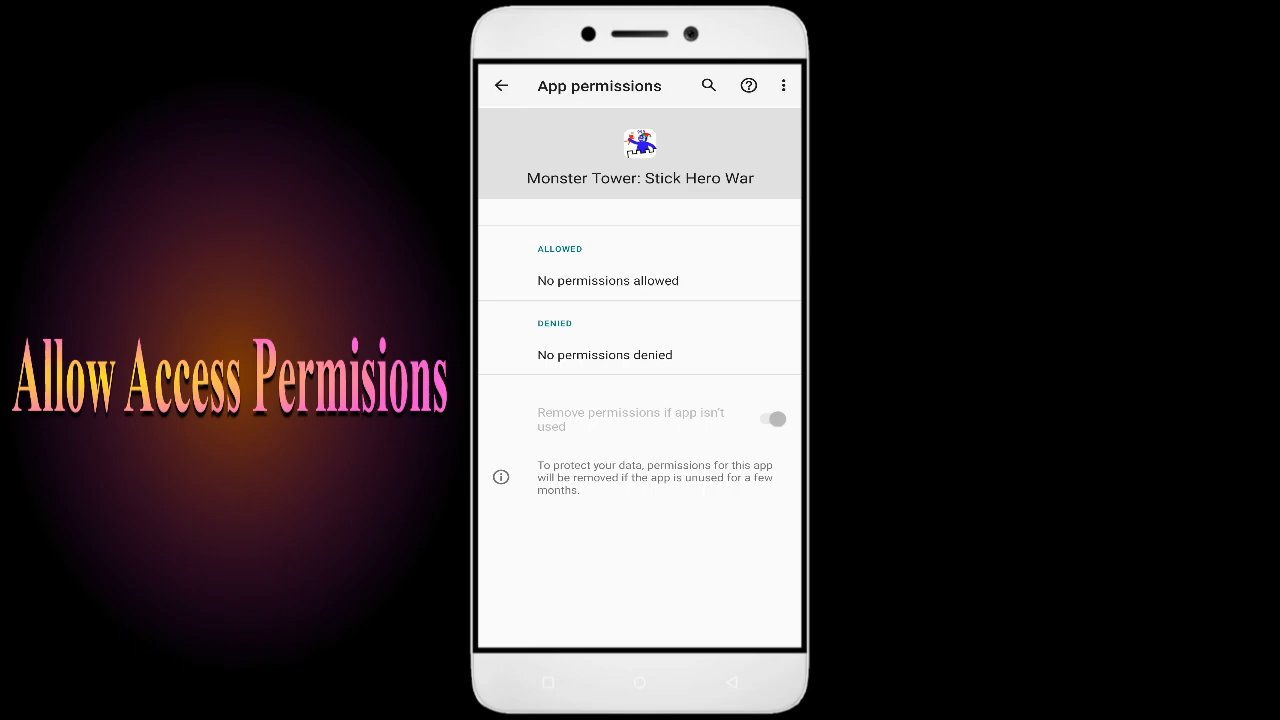 App permissions
Monster Tower: Stick Hero War
ALLOWED
No permissions allowed
DENIED
No permissions denied
Remove permissions if app isn't
used
To protect your data, permissions for this app
will be removed if the app is unused for a few
months.
Allow Access Permisions